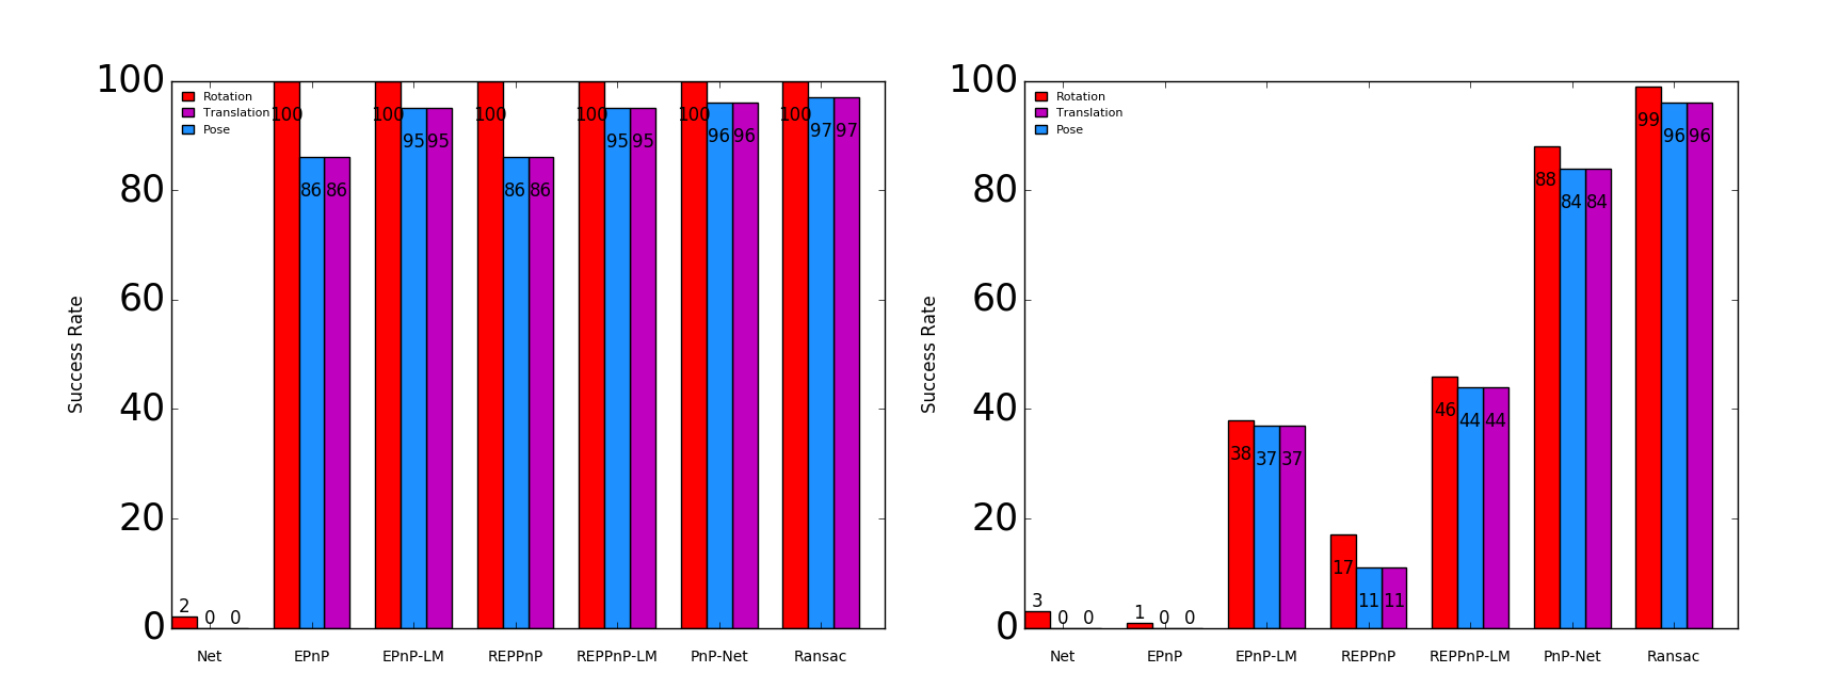 100
80
60
40
20
0
Success Rate
Rotation
Translation
Pose
2 0 0
100 86 86
100 95 95
100 86 86
100 95 95
100 96 96
100 97 97
Net EPnP EPnP-LM REPPnP REPPnP-LM PnP-Net Ransac
100
80
60
40
20
0
Success Rate
Rotation
Translation
Pose
3 0 0
1 0 0
38 37 37
17 11 11
46 44 44
88 84 84
99 96 96
Net EPnP EPnP-LM REPPnP REPPnP-LM PnP-Net Ransac